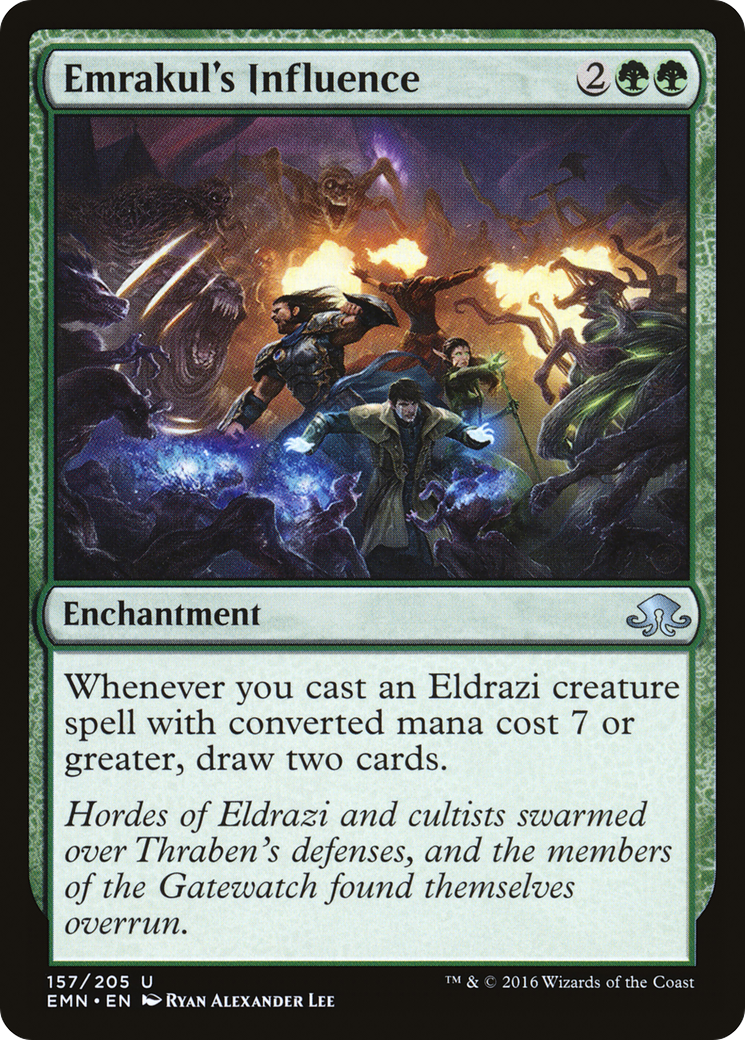 Emrakul's Influence 2
Enchantment
Whenever you cast an Eldrazi creature
spell with converted mana cost 7 or
greater, draw two cards.
Hordes of Eldrazi and cultists swarmed
over Thraben's defenses, and the members
of the Gatewatch found themselves
overrun.
157/205 U
™ & © 2016 Wizards of the Coast
EMN • EN Ryan Alexander Lee